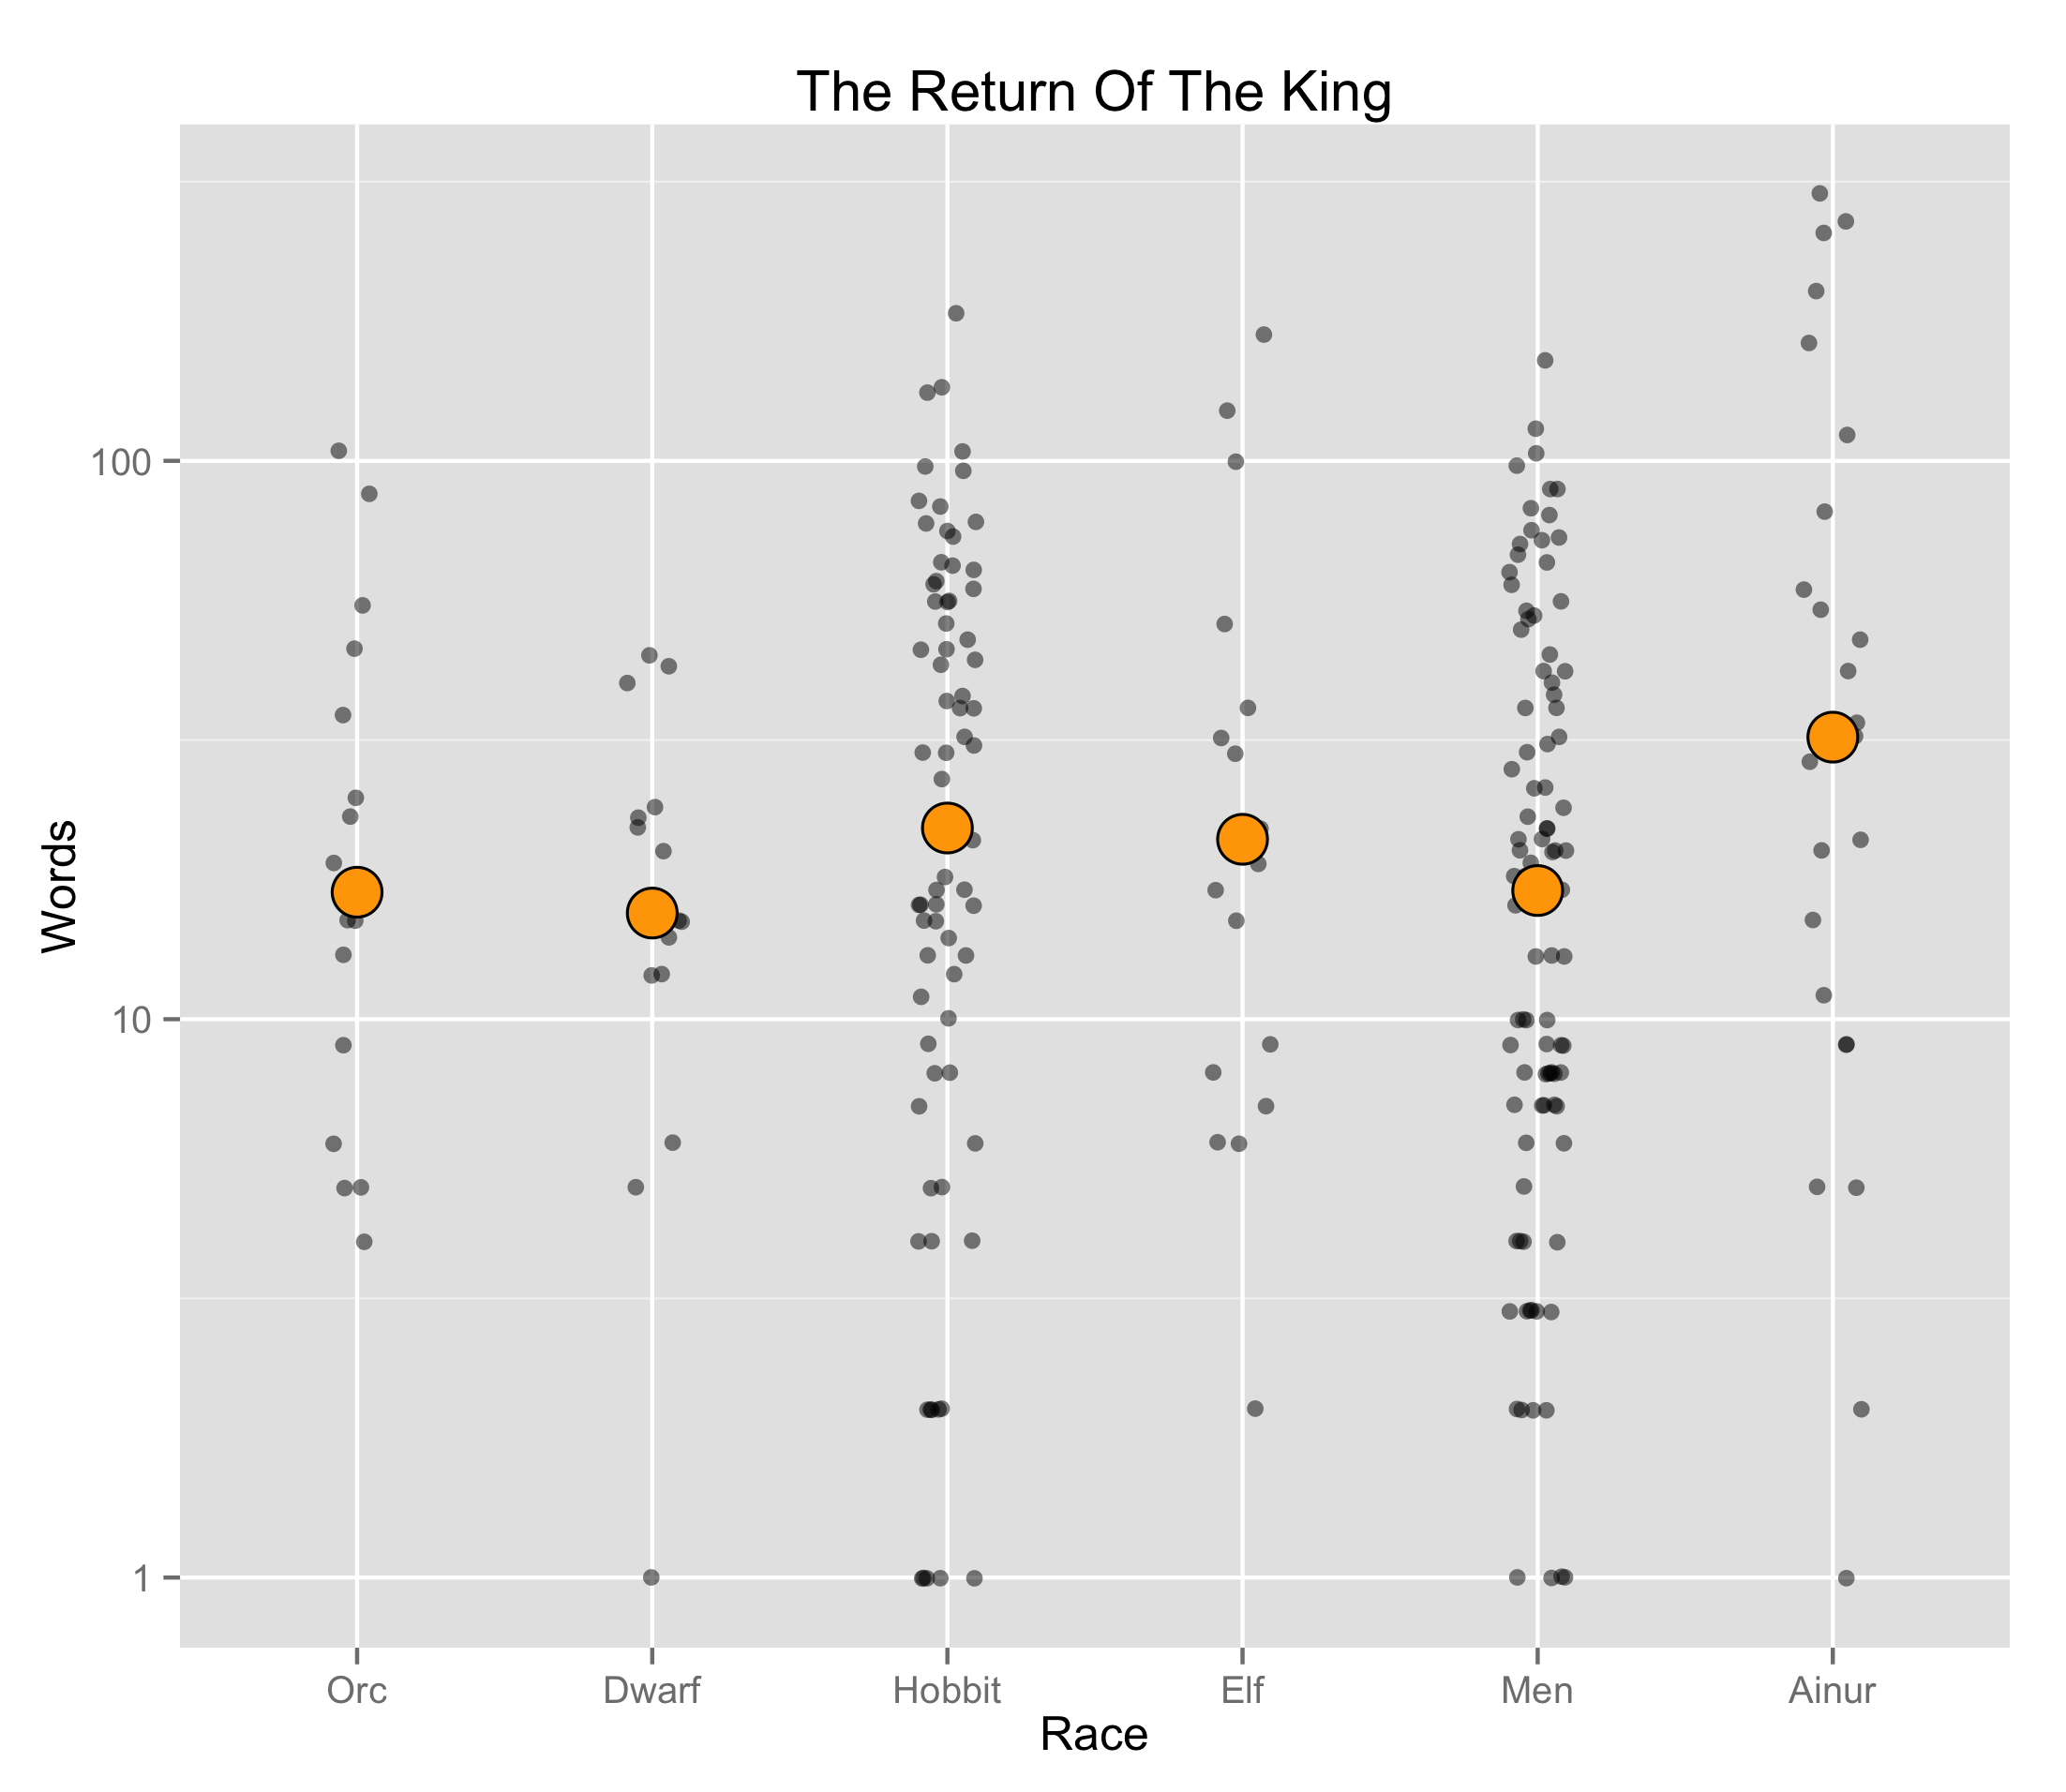 The Return Of The King
Words
100
10
1
Orc Dwarf Hobbit Elf Men Ainur
Race